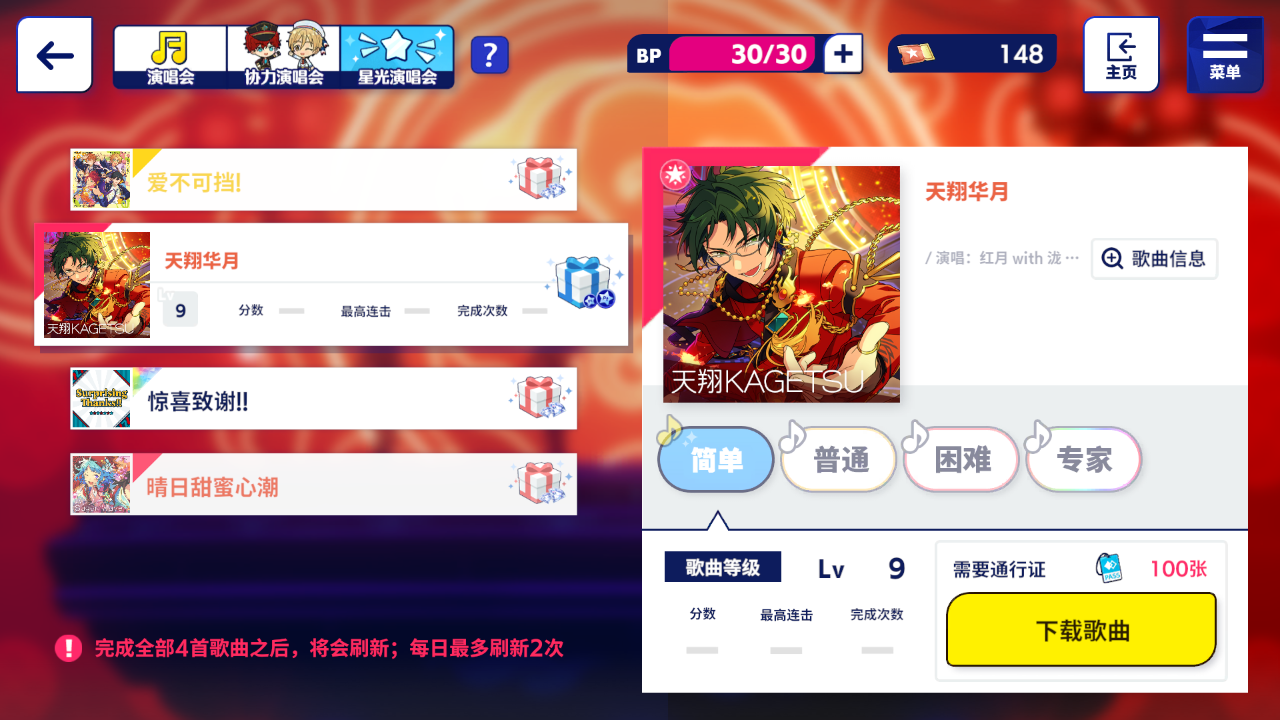 演唱会
协力演唱会
星光演唱会
?
BP
30/30
+
148
主页
菜单
爱不可挡!
天翔华月
天翔KAGETSU
Lv
9
分数
最高连击
完成次数
Surprising
Thanks!!
惊喜致谢!!
晴日甜蜜心潮
! 完成全部4首歌曲之后，将会刷新；每日最多刷新2次
天翔华月
/ 演唱：红月 with 泷 ···
歌曲信息
天翔KAGETSU
简单
普通
困难
专家
歌曲等级
Lv 9
分数
最高连击
完成次数
需要通行证
PASS
100张
下载歌曲